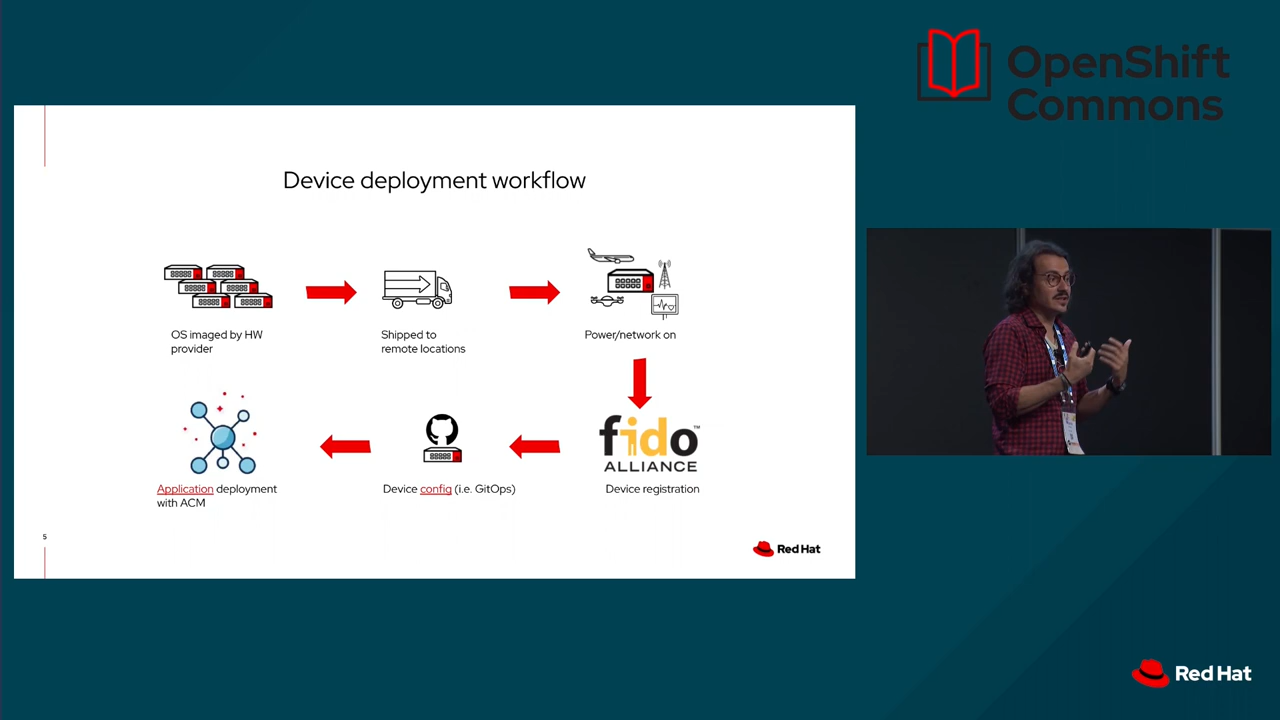 OpenShift
Commons
Device deployment workflow
OS imaged by HW
provider
Shipped to
remote locations
Power/network on
fido™
ALLIANCE
Application deployment
with ACM
Device config (i.e. GitOps)
Device registration
5
Red Hat
Red Hat